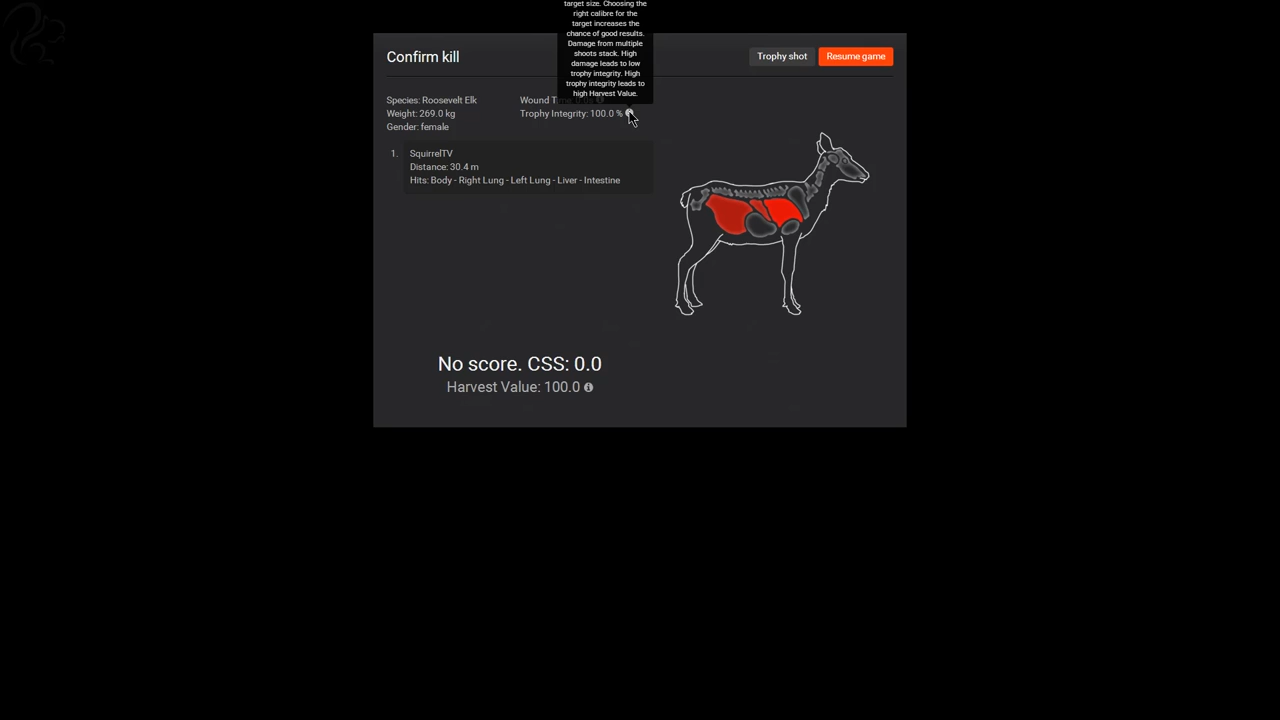 target size. Choosing the
right calibre for the
target increases the
chance of good results.
Damage from multiple
shoots stack. High
damage leads to low
trophy integrity. High
trophy integrity leads to
high Harvest Value.
Confirm kill
Trophy shot
Resume game
Species: Roosevelt Elk
Weight: 269.0 kg
Gender: female
Wound
Trophy Integrity: 100.0 %
1.
SquirrelTV
Distance: 30.4 m
Hits: Body - Right Lung - Left Lung - Liver - Intestine
No score. CSS: 0.0
Harvest Value: 100.0